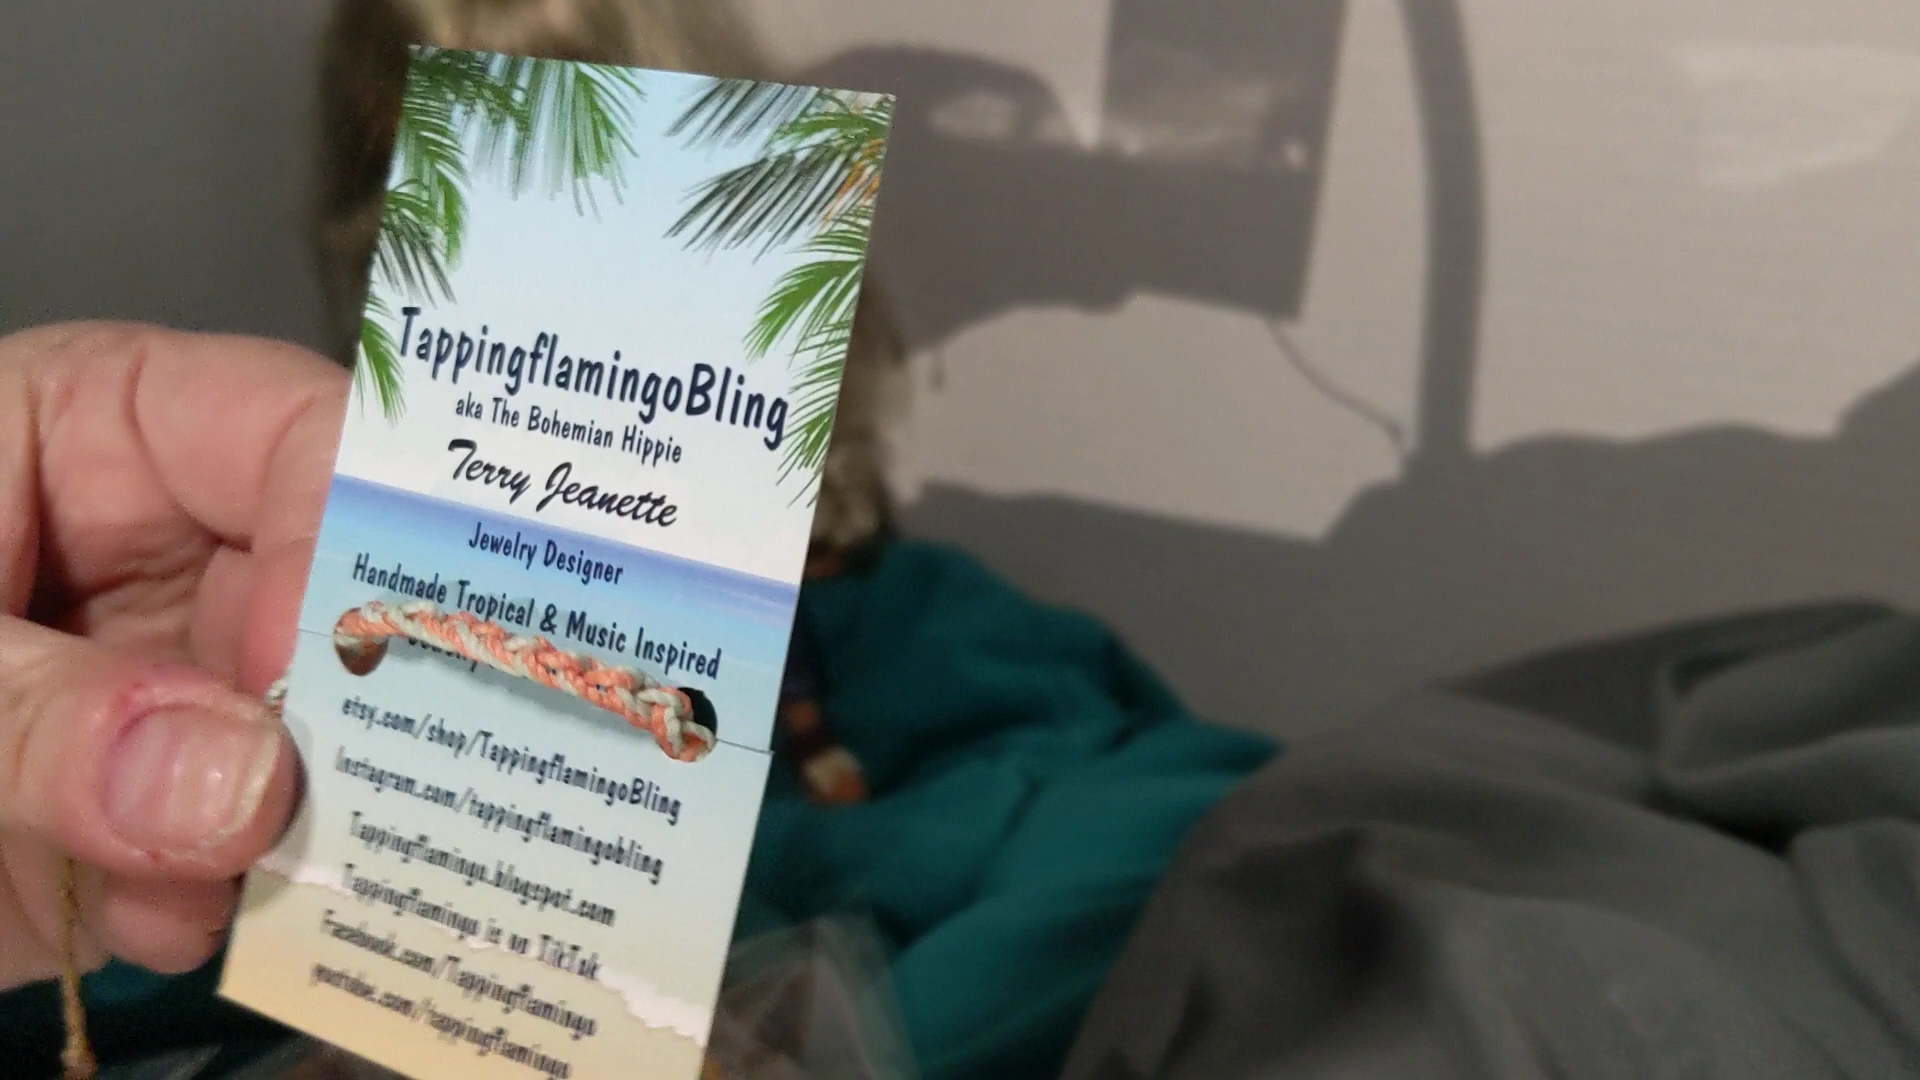 TappingflamingoBling
aka The Bohemian Hippie
Terry Jeanette
Jewelry Designer
Handmade Tropical & Music Inspired
Jewelry
etsy.com/shop/TappingflamingoBling
Instagram.com/tappingflamingobling
Tappingflamingo.blogspot.com
Tappingflamingo is on TikTok
Facebook.com/Tappingflamingo
youtube.com/tappingflamingo